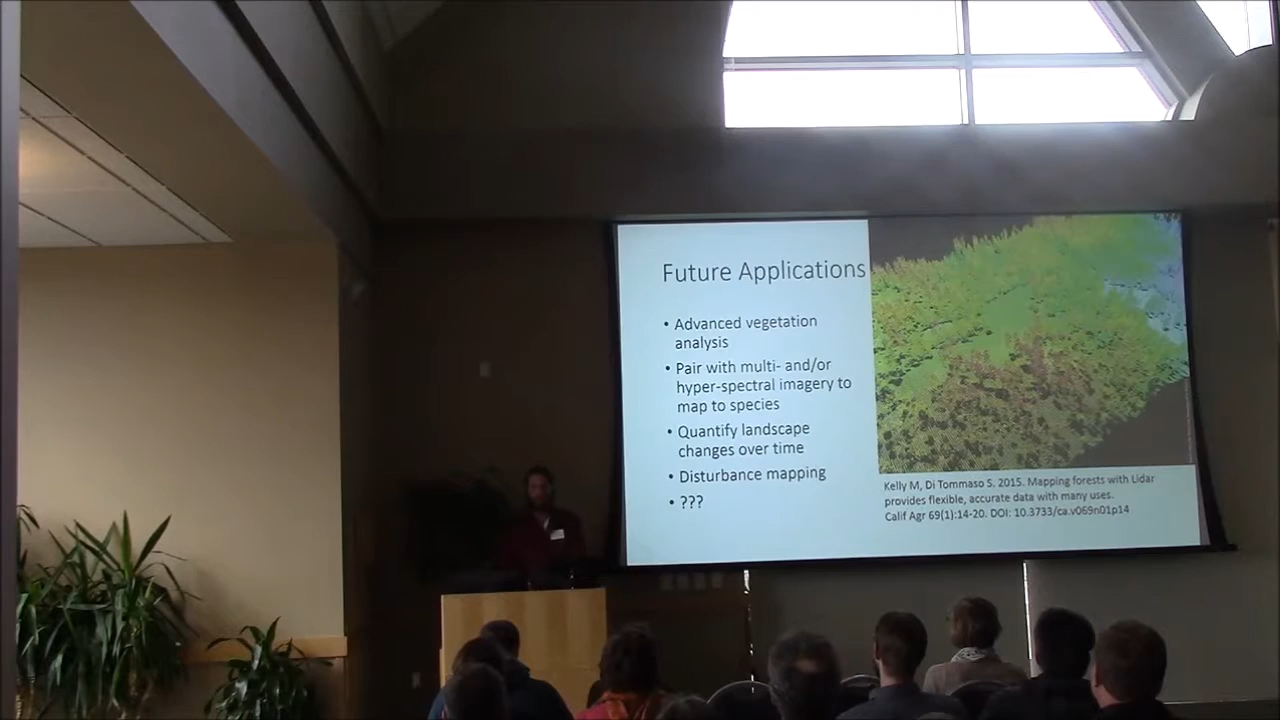 Future Applications
• Advanced vegetation
analysis
• Pair with multi- and/or
hyper-spectral imagery to
map to species
• Quantify landscape
changes over time
• Disturbance mapping
• ???
Kelly M, Di Tommaso S. 2015. Mapping forests with Lidar
provides flexible, accurate data with many uses.
Calif Agr 69(1):14-20. DOI: 10.3733/ca.v069n01p14